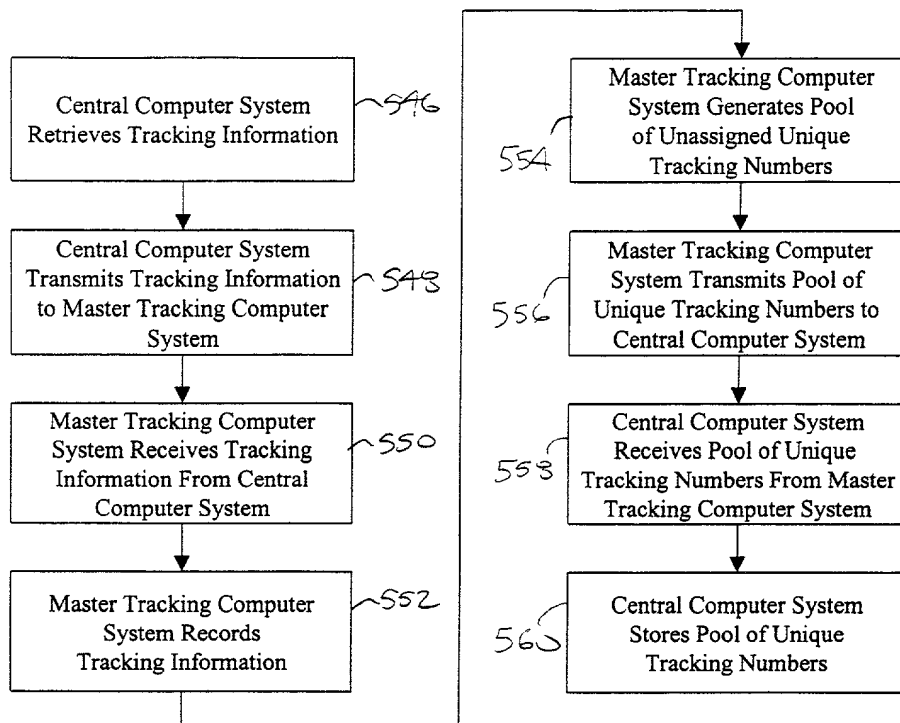 Central Computer System
Retrieves Tracking Information
546
Central Computer System
Transmits Tracking Information
to Master Tracking Computer
System
548
Master Tracking Computer
System Receives Tracking
Information From Central
Computer System
550
Master Tracking Computer
System Records
Tracking Information
552
Master Tracking Computer
System Generates Pool
of Unassigned Unique
Tracking Numbers
554
Master Tracking Computer
System Transmits Pool of
Unique Tracking Numbers to
Central Computer System
556
Central Computer System
Receives Pool of Unique
Tracking Numbers From Master
Tracking Computer System
558
Central Computer System
Stores Pool of Unique
Tracking Numbers
560